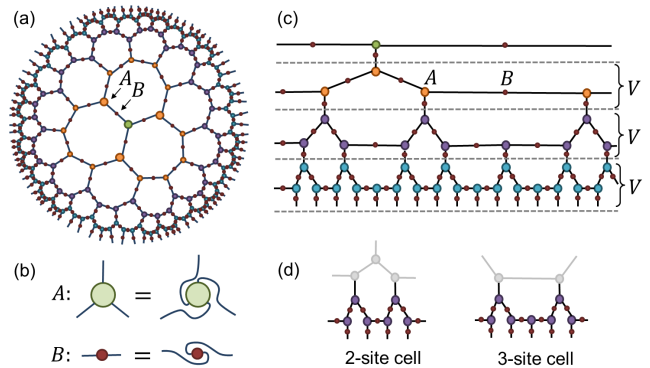 (a)
A
B
(b)
A: =
B: =
(c)
A B
V
V
V
(d)
2-site cell 3-site cell